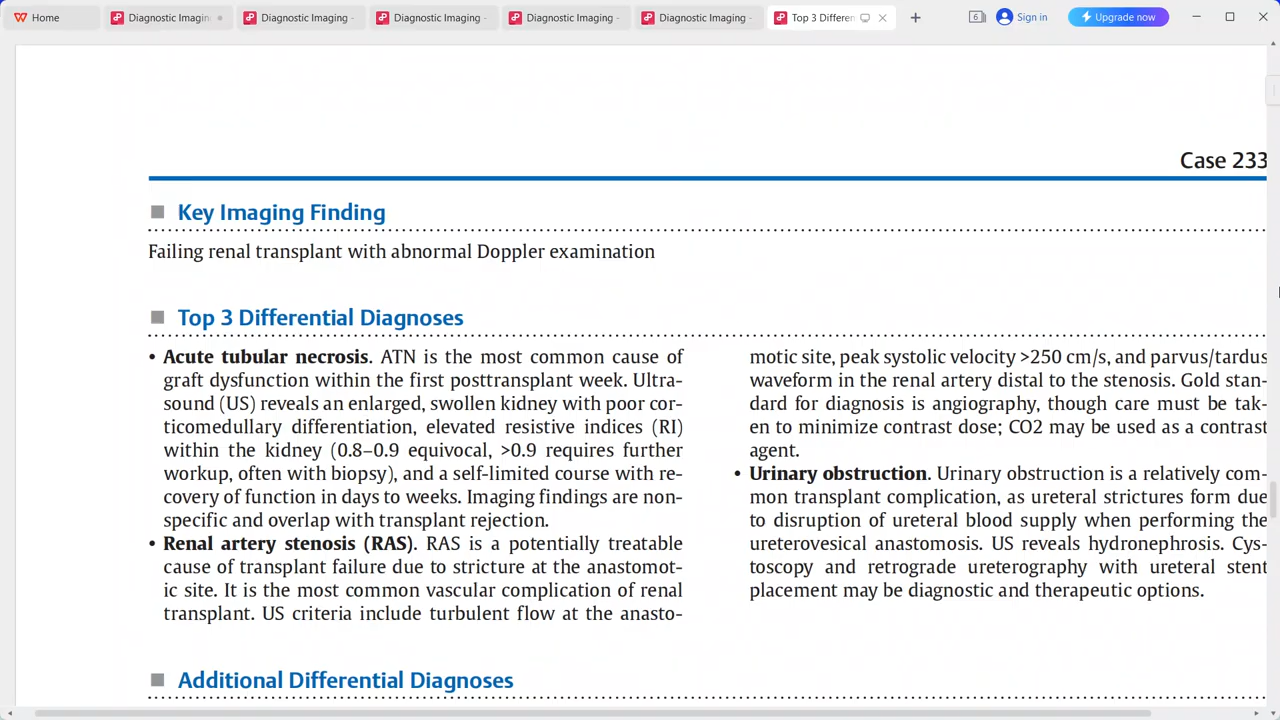 Home
Diagnostic Imagin
Diagnostic Imaging -
Diagnostic Imaging -
Diagnostic Imaging -
Diagnostic Imaging -
Top 3 Differen
6
Sign in
Upgrade now
Case 233
Key Imaging Finding
Failing renal transplant with abnormal Doppler examination
Top 3 Differential Diagnoses
• Acute tubular necrosis. ATN is the most common cause of
graft dysfunction within the first posttransplant week. Ultra-
sound (US) reveals an enlarged, swollen kidney with poor cor-
ticomedullary differentiation, elevated resistive indices (RI)
within the kidney (0.8–0.9 equivocal, >0.9 requires further
workup, often with biopsy), and a self-limited course with re-
covery of function in days to weeks. Imaging findings are non-
specific and overlap with transplant rejection.
• Renal artery stenosis (RAS). RAS is a potentially treatable
cause of transplant failure due to stricture at the anastomot-
ic site. It is the most common vascular complication of renal
transplant. US criteria include turbulent flow at the anasto-
motic site, peak systolic velocity >250 cm/s, and parvus/tardus
waveform in the renal artery distal to the stenosis. Gold stan-
dard for diagnosis is angiography, though care must be tak-
en to minimize contrast dose; CO2 may be used as a contrast
agent.
• Urinary obstruction. Urinary obstruction is a relatively com-
mon transplant complication, as ureteral strictures form due
to disruption of ureteral blood supply when performing the
ureterovesical anastomosis. US reveals hydronephrosis. Cys-
toscopy and retrograde ureterography with ureteral stent
placement may be diagnostic and therapeutic options.
Additional Differential Diagnoses